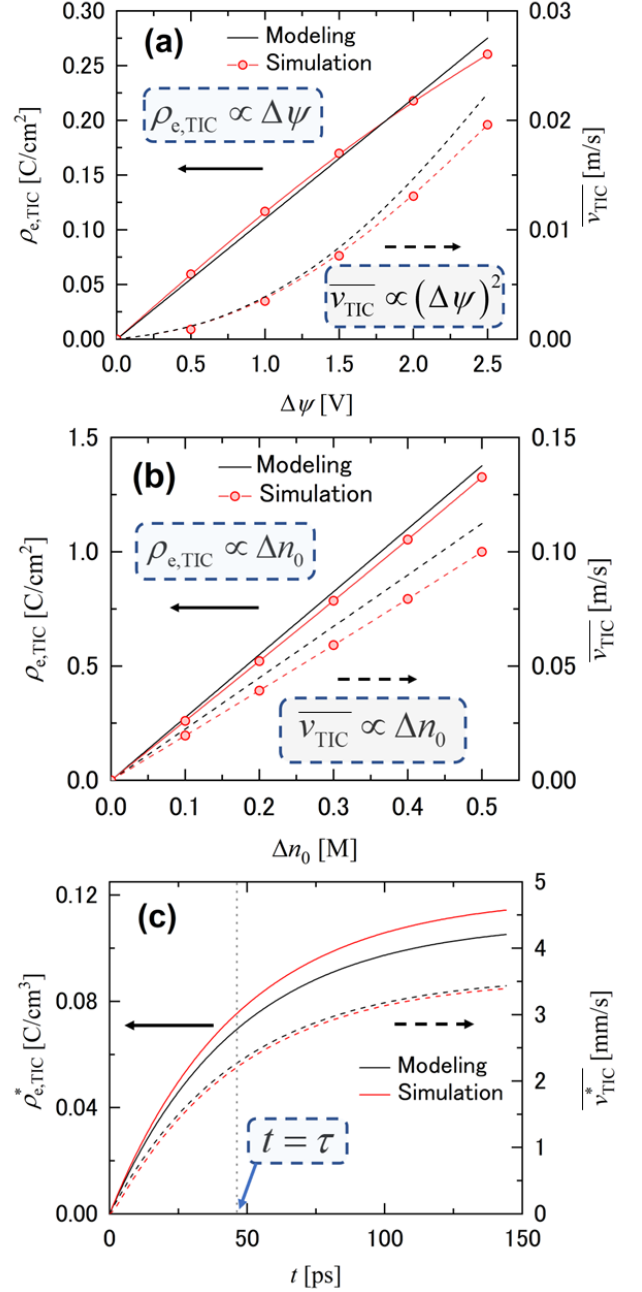 (a)
Modeling
Simulation
ρe,TIC ∝ Δψ
v̅TIC ∝ (Δψ)²
0.30
0.25
0.20
0.15
0.10
0.05
0.00
ρe,TIC [C/cm²]
0.03
0.02
0.01
0.00
v̅TIC [m/s]
0.0 0.5 1.0 1.5 2.0 2.5
Δψ [V]
(b)
Modeling
Simulation
ρe,TIC ∝ Δn0
v̅TIC ∝ Δn0
1.5
1.0
0.5
0.0
ρe,TIC [C/cm²]
0.15
0.10
0.05
0.00
v̅TIC [m/s]
0.0 0.1 0.2 0.3 0.4 0.5
Δn0 [M]
(c)
Modeling
Simulation
t = τ
0.12
0.08
0.04
0.00
ρ*e,TIC [C/cm³]
5
4
3
2
1
0
v̅*TIC [mm/s]
0 50 100 150
t [ps]